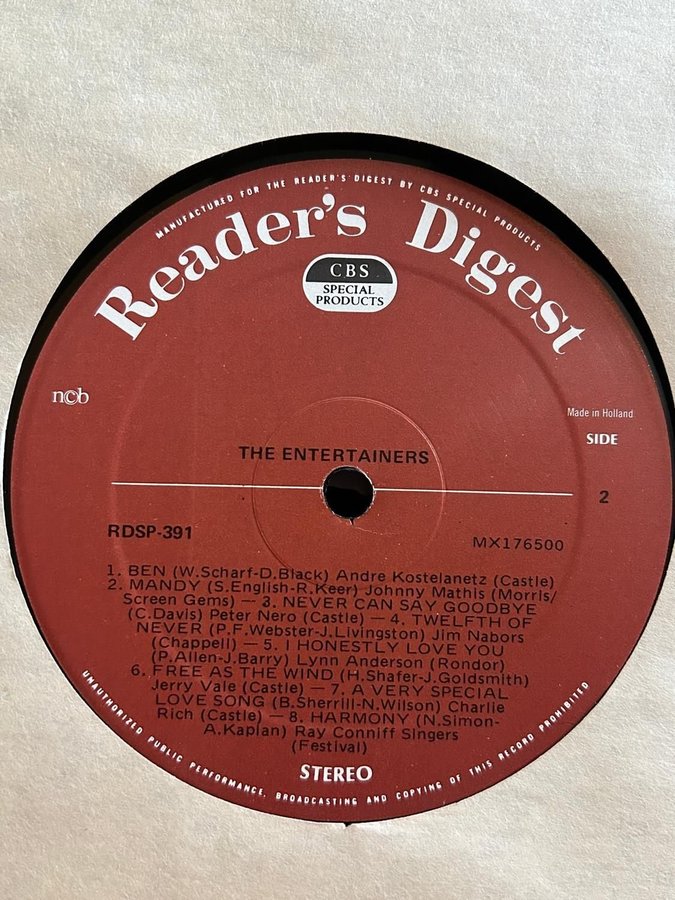 MANUFACTURED FOR THE READER'S DIGEST BY CBS SPECIAL PRODUCTS
Reader's Digest
CBS
SPECIAL
PRODUCTS
ncb
Made in Holland
SIDE
2
THE ENTERTAINERS
RDSP-391
MX176500
1. BEN (W.Scharf-D.Black) Andre Kostelanetz (Castle)
2. MANDY (S.English-R.Keer) Johnny Mathis (Morris/
Screen Gems) — 3. NEVER CAN SAY GOODBYE
(C.Davis) Peter Nero (Castle) — 4. TWELFTH OF
NEVER (P.F.Webster-J.Livingston) Jim Nabors
(Chappell) — 5. I HONESTLY LOVE YOU
(P.Allen-J.Barry) Lynn Anderson (Rondor)
6. FREE AS THE WIND (H.Shafer-J.Goldsmith)
Jerry Vale (Castle) — 7. A VERY SPECIAL
LOVE SONG (B.Sherrill-N.Wilson) Charlie
Rich (Castle) — 8. HARMONY (N.Simon-
A.Kaplan) Ray Conniff Singers
(Festival)
STEREO
UNAUTHORIZED PUBLIC PERFORMANCE, BROADCASTING AND COPYING OF THIS RECORD PROHIBITED